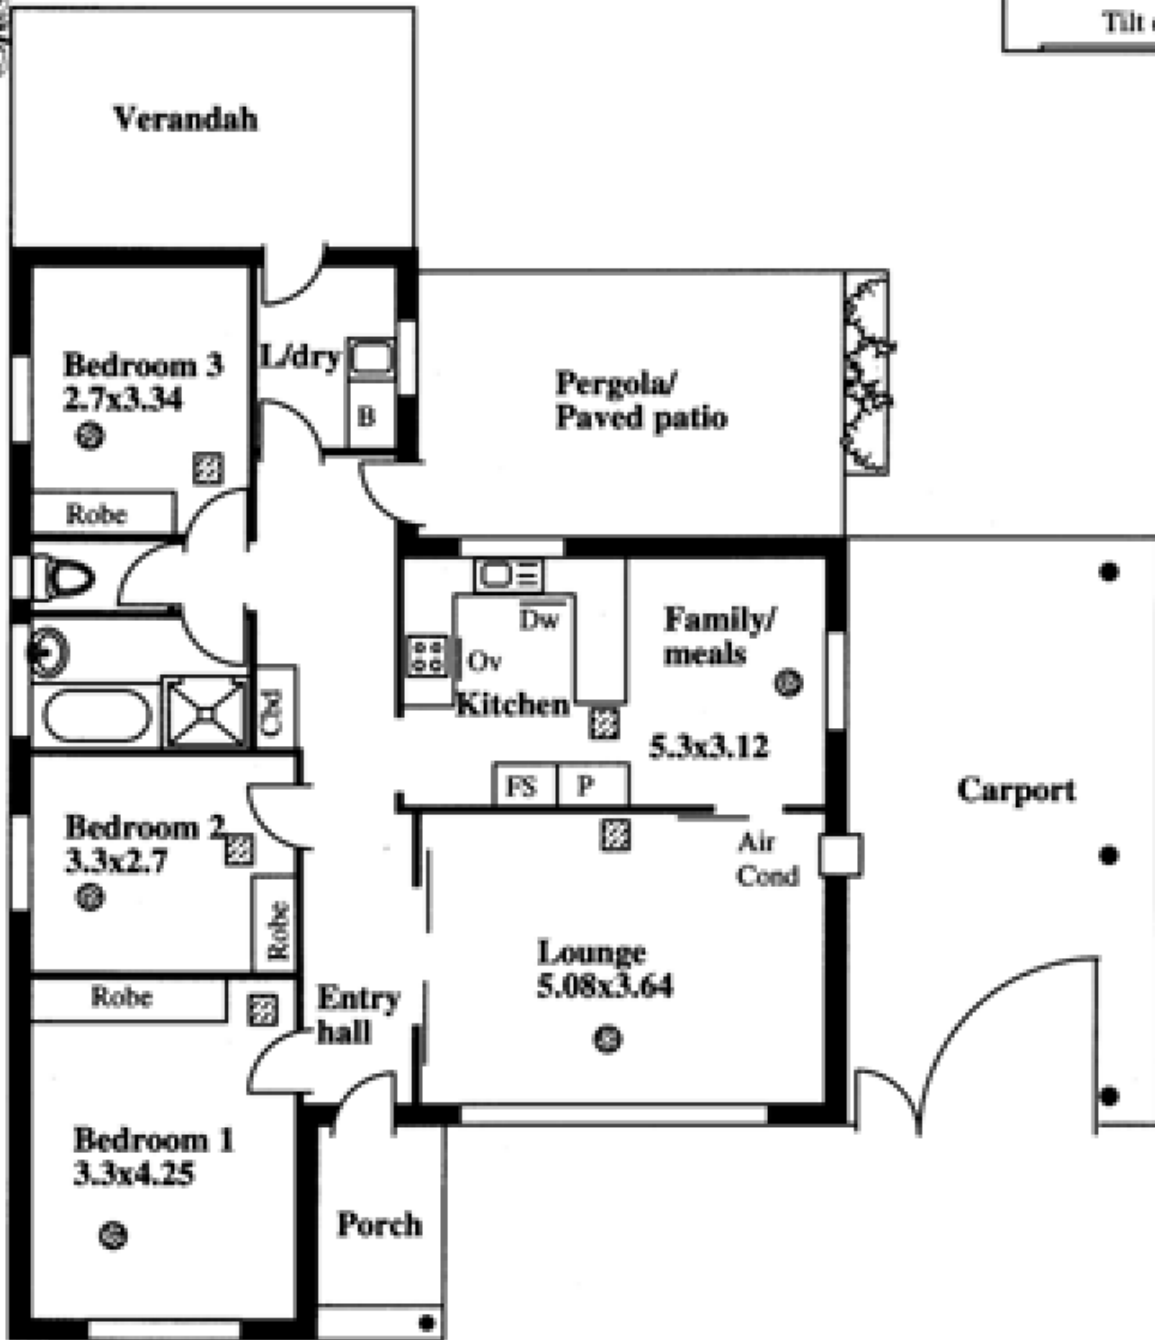 Tilt
Verandah
Bedroom 3
2.7x3.34
L/dry
B
Pergola/
Paved patio
Robe
Dw
Family/
meals
Ov
Kitchen
Cbd
5.3x3.12
FS
P
Carport
Bedroom 2
3.3x2.7
Air
Cond
Robe
Lounge
5.08x3.64
Robe
Entry
hall
Bedroom 1
3.3x4.25
Porch